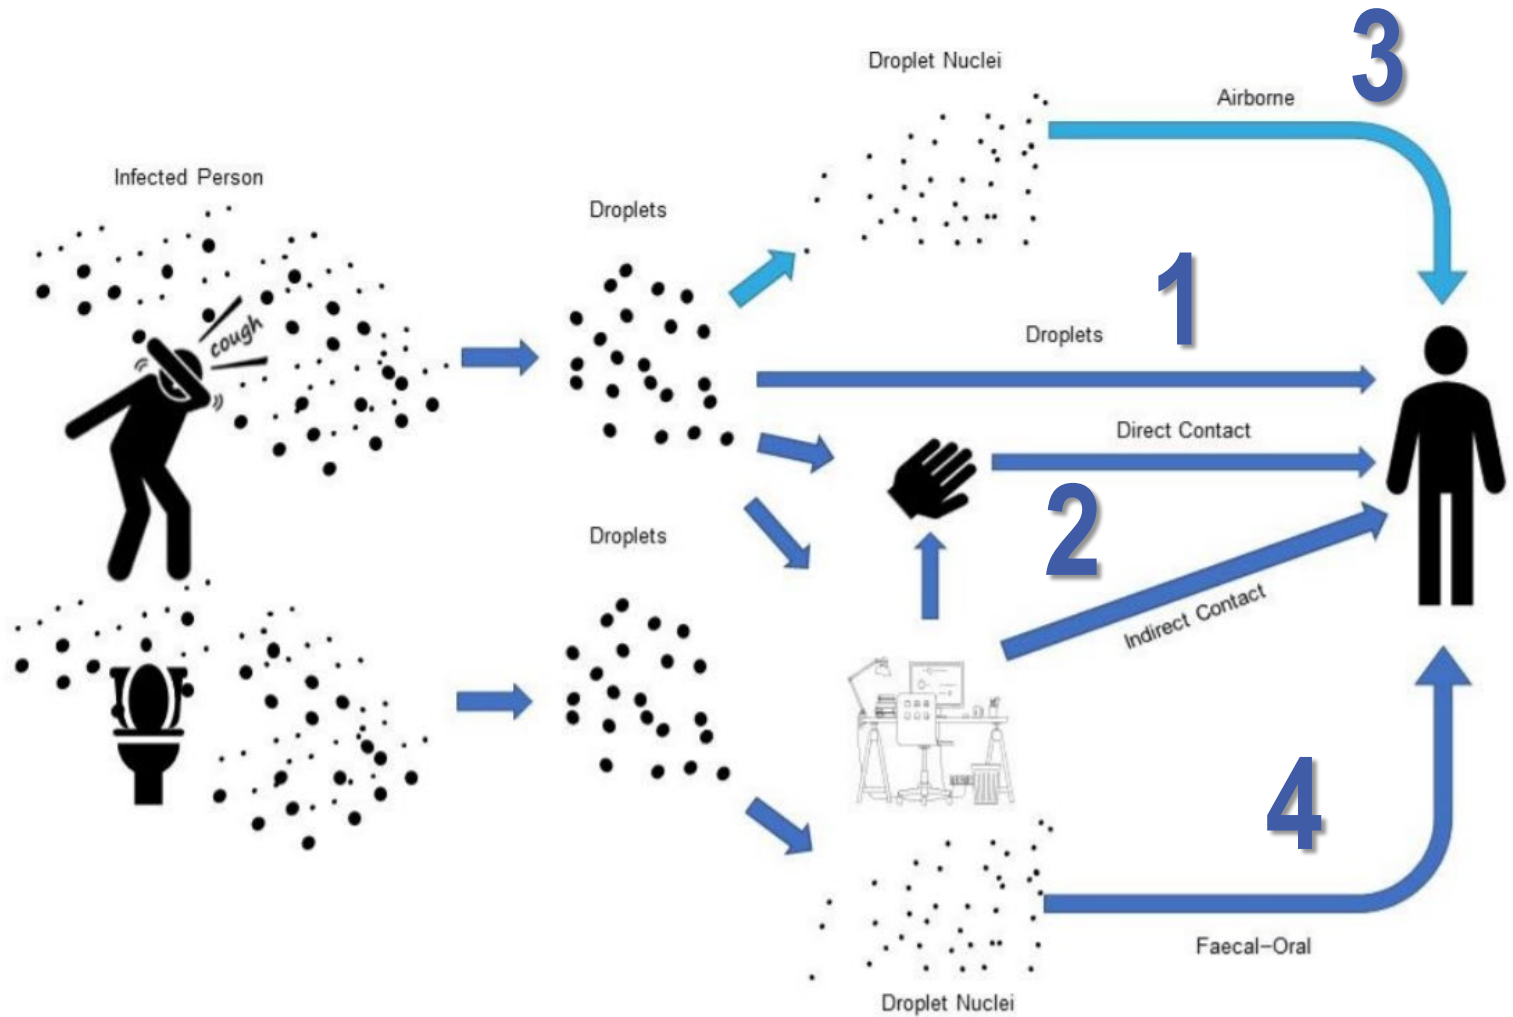 Droplet Nuclei
3
Airborne
Infected Person
Droplets
cough
1
Droplets
Direct Contact
2
Droplets
Indirect Contact
4
Faecal-Oral
Droplet Nuclei